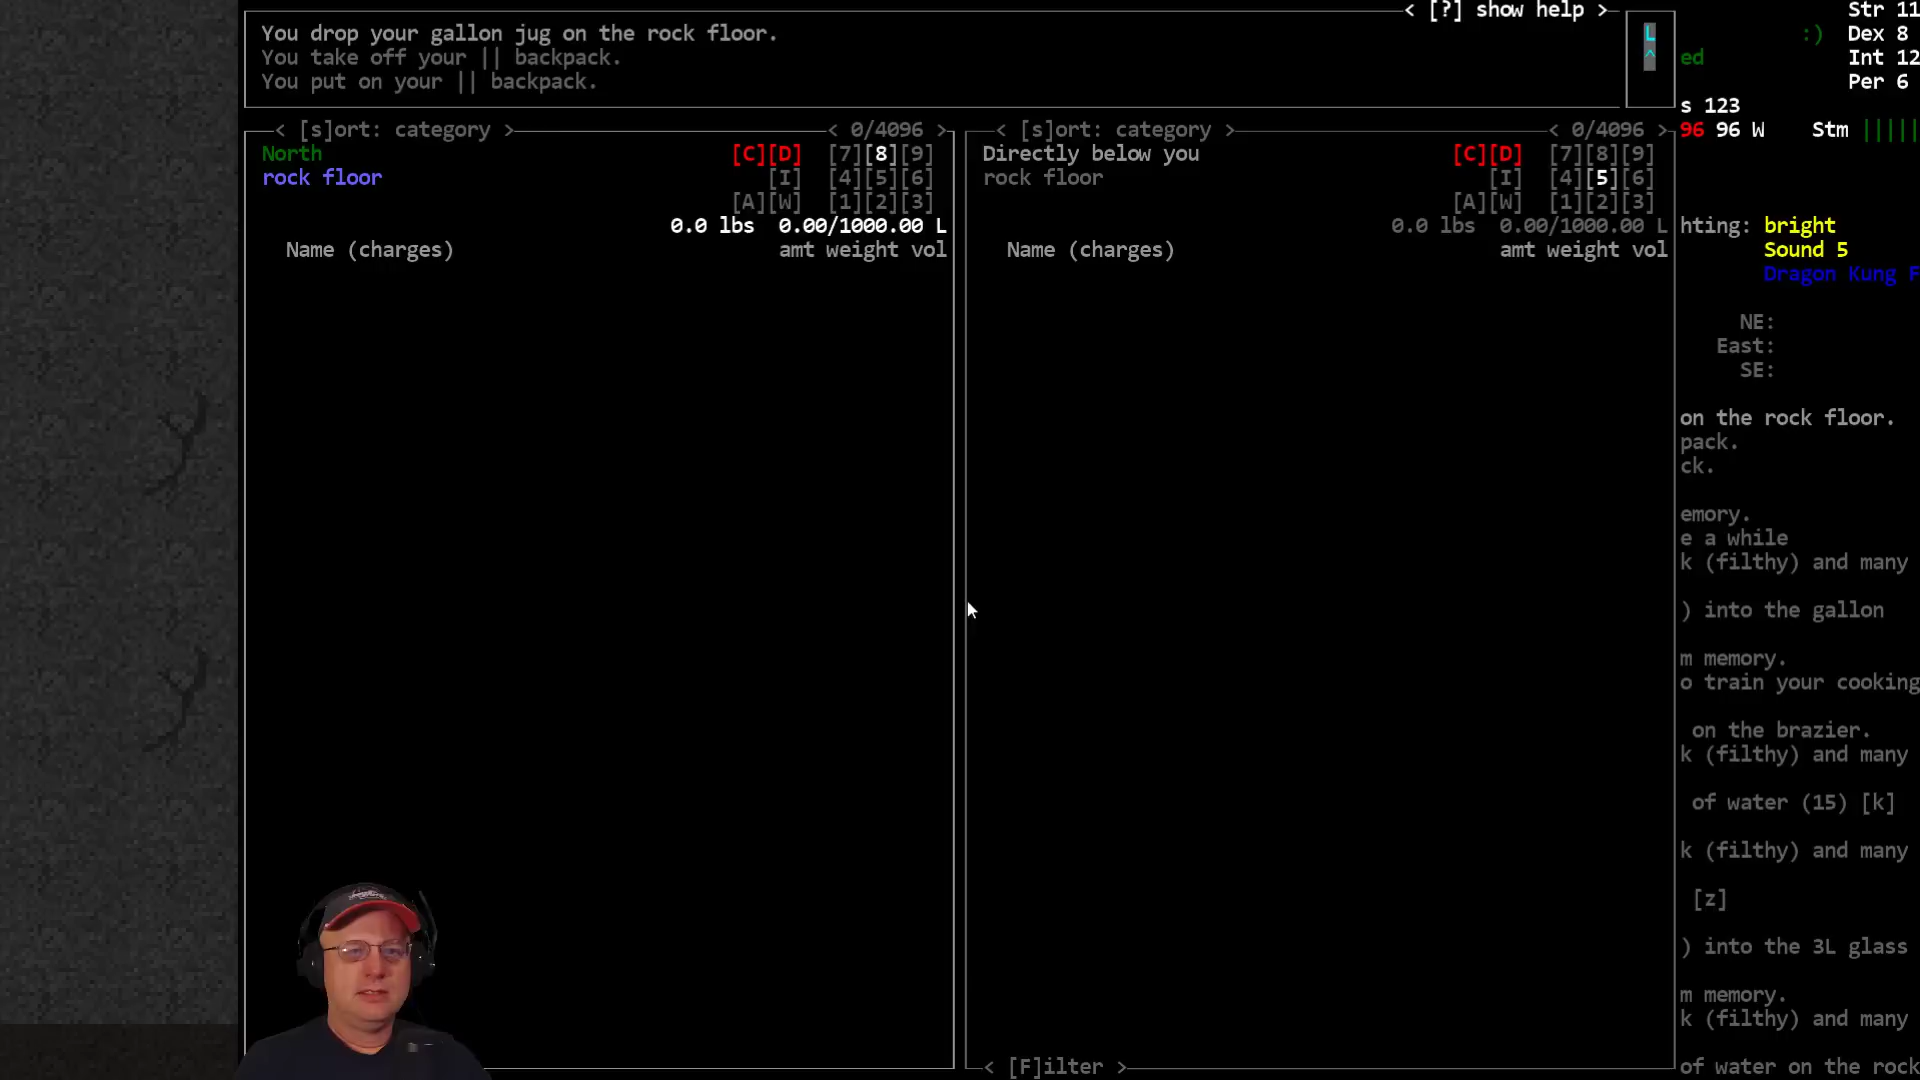 < [?] show help >
You drop your gallon jug on the rock floor.
You take off your || backpack.
You put on your || backpack.
L
^
:)
ed
Str 11
Dex 8
Int 12
Per 6
s 123
96 96 W Stm |||||
< [s]ort: category > < 0/4096 >
North [C][D] [7][8][9]
rock floor [I] [4][5][6]
[A][W] [1][2][3]
0.0 lbs 0.00/1000.00 L
Name (charges) amt weight vol
< [s]ort: category > < 0/4096 >
Directly below you [C][D] [7][8][9]
rock floor [I] [4][5][6]
[A][W] [1][2][3]
0.0 lbs 0.00/1000.00 L
Name (charges) amt weight vol
< [F]ilter >
hting: bright
Sound 5
Dragon Kung F
NE:
East:
SE:
on the rock floor.
pack.
ck.
emory.
e a while
k (filthy) and many
) into the gallon
m memory.
o train your cooking
on the brazier.
k (filthy) and many
of water (15) [k]
k (filthy) and many
[z]
) into the 3L glass
m memory.
k (filthy) and many
of water on the rock